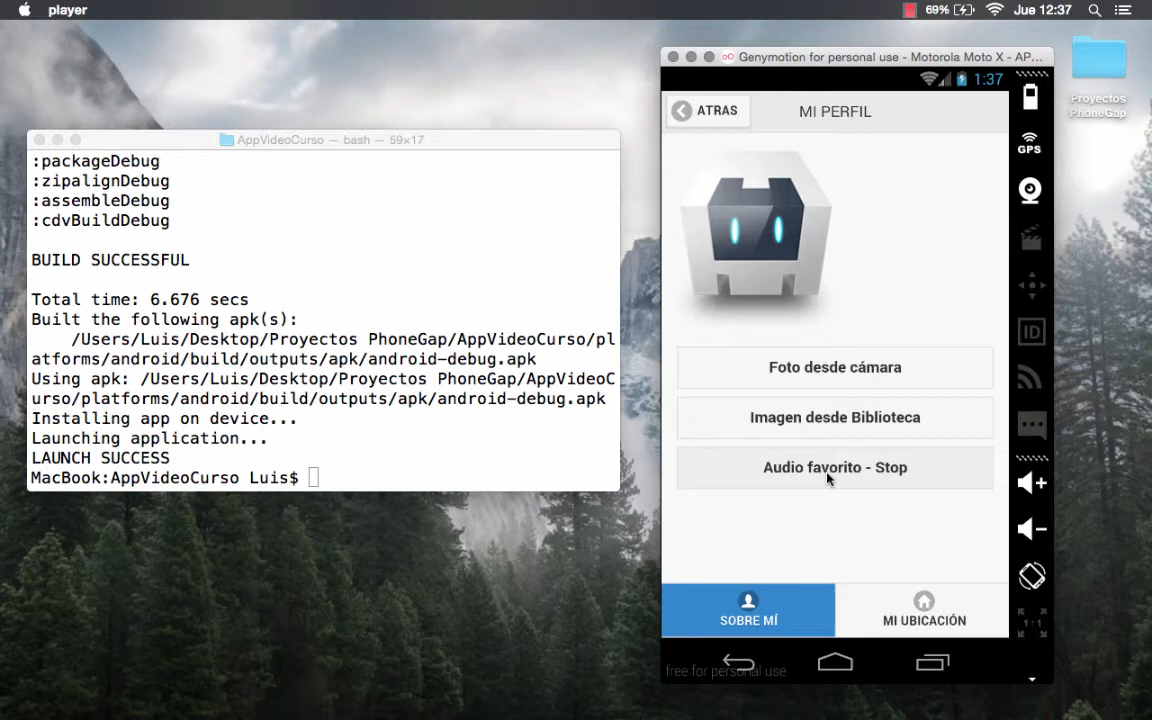 player
69%
Jue 12:37
Proyectos
PhoneGap
AppVideoCurso — bash — 59×17
:packageDebug
:zipalignDebug
:assembleDebug
:cdvBuildDebug
BUILD SUCCESSFUL
Total time: 6.676 secs
Built the following apk(s):
/Users/Luis/Desktop/Proyectos PhoneGap/AppVideoCurso/pl
atforms/android/build/outputs/apk/android-debug.apk
Using apk: /Users/Luis/Desktop/Proyectos PhoneGap/AppVideoC
urso/platforms/android/build/outputs/apk/android-debug.apk
Installing app on device...
Launching application...
LAUNCH SUCCESS
MacBook:AppVideoCurso Luis$
Genymotion for personal use - Motorola Moto X - AP...
1:37
ATRAS
MI PERFIL
Foto desde cámara
Imagen desde Biblioteca
Audio favorito - Stop
SOBRE MÍ
MI UBICACIÓN
free for personal use
GPS
ID
1:1